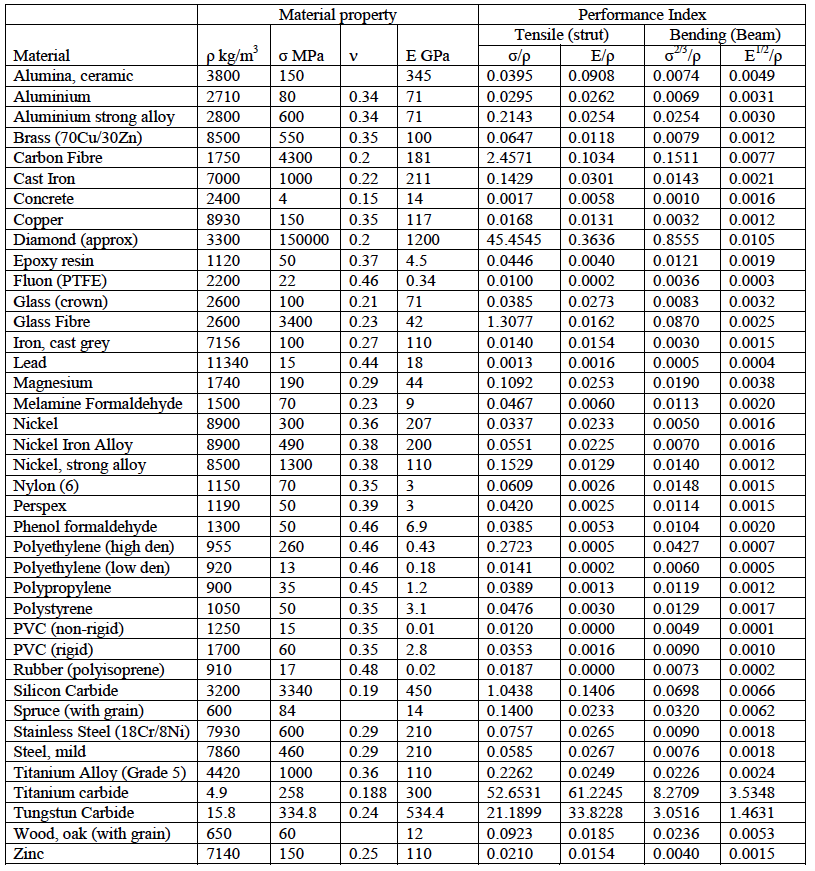 Material property Performance Index
Tensile (strut) Bending (Beam)
Material ρ kg/m³ σ MPa ν E GPa σ/ρ E/ρ σ²ᐟ³/ρ E¹ᐟ²/ρ
Alumina, ceramic 3800 150 345 0.0395 0.0908 0.0074 0.0049
Aluminium 2710 80 0.34 71 0.0295 0.0262 0.0069 0.0031
Aluminium strong alloy 2800 600 0.34 71 0.2143 0.0254 0.0254 0.0030
Brass (70Cu/30Zn) 8500 550 0.35 100 0.0647 0.0118 0.0079 0.0012
Carbon Fibre 1750 4300 0.2 181 2.4571 0.1034 0.1511 0.0077
Cast Iron 7000 1000 0.22 211 0.1429 0.0301 0.0143 0.0021
Concrete 2400 4 0.15 14 0.0017 0.0058 0.0010 0.0016
Copper 8930 150 0.35 117 0.0168 0.0131 0.0032 0.0012
Diamond (approx) 3300 150000 0.2 1200 45.4545 0.3636 0.8555 0.0105
Epoxy resin 1120 50 0.37 4.5 0.0446 0.0040 0.0121 0.0019
Fluon (PTFE) 2200 22 0.46 0.34 0.0100 0.0002 0.0036 0.0003
Glass (crown) 2600 100 0.21 71 0.0385 0.0273 0.0083 0.0032
Glass Fibre 2600 3400 0.23 42 1.3077 0.0162 0.0870 0.0025
Iron, cast grey 7156 100 0.27 110 0.0140 0.0154 0.0030 0.0015
Lead 11340 15 0.44 18 0.0013 0.0016 0.0005 0.0004
Magnesium 1740 190 0.29 44 0.1092 0.0253 0.0190 0.0038
Melamine Formaldehyde 1500 70 0.23 9 0.0467 0.0060 0.0113 0.0020
Nickel 8900 300 0.36 207 0.0337 0.0233 0.0050 0.0016
Nickel Iron Alloy 8900 490 0.38 200 0.0551 0.0225 0.0070 0.0016
Nickel, strong alloy 8500 1300 0.38 110 0.1529 0.0129 0.0140 0.0012
Nylon (6) 1150 70 0.35 3 0.0609 0.0026 0.0148 0.0015
Perspex 1190 50 0.39 3 0.0420 0.0025 0.0114 0.0015
Phenol formaldehyde 1300 50 0.46 6.9 0.0385 0.0053 0.0104 0.0020
Polyethylene (high den) 955 260 0.46 0.43 0.2723 0.0005 0.0427 0.0007
Polyethylene (low den) 920 13 0.46 0.18 0.0141 0.0002 0.0060 0.0005
Polypropylene 900 35 0.45 1.2 0.0389 0.0013 0.0119 0.0012
Polystyrene 1050 50 0.35 3.1 0.0476 0.0030 0.0129 0.0017
PVC (non-rigid) 1250 15 0.35 0.01 0.0120 0.0000 0.0049 0.0001
PVC (rigid) 1700 60 0.35 2.8 0.0353 0.0016 0.0090 0.0010
Rubber (polyisoprene) 910 17 0.48 0.02 0.0187 0.0000 0.0073 0.0002
Silicon Carbide 3200 3340 0.19 450 1.0438 0.1406 0.0698 0.0066
Spruce (with grain) 600 84 14 0.1400 0.0233 0.0320 0.0062
Stainless Steel (18Cr/8Ni) 7930 600 0.29 210 0.0757 0.0265 0.0090 0.0018
Steel, mild 7860 460 0.29 210 0.0585 0.0267 0.0076 0.0018
Titanium Alloy (Grade 5) 4420 1000 0.36 110 0.2262 0.0249 0.0226 0.0024
Titanium carbide 4.9 258 0.188 300 52.6531 61.2245 8.2709 3.5348
Tungstun Carbide 15.8 334.8 0.24 534.4 21.1899 33.8228 3.0516 1.4631
Wood, oak (with grain) 650 60 12 0.0923 0.0185 0.0236 0.0053
Zinc 7140 150 0.25 110 0.0210 0.0154 0.0040 0.0015